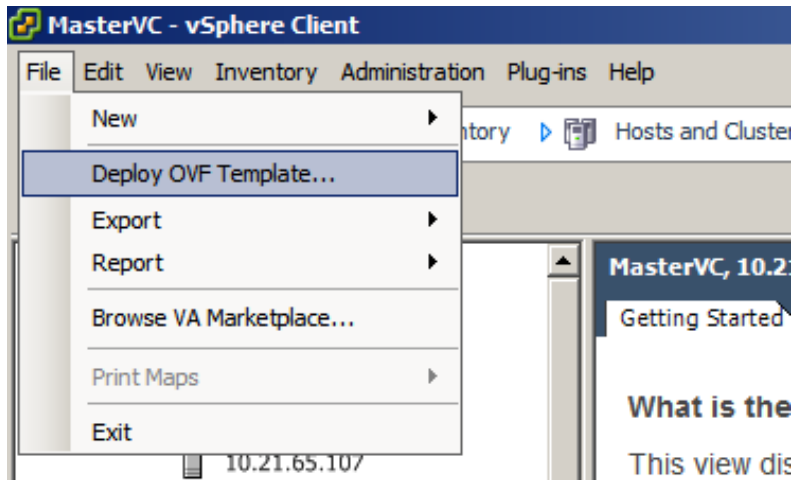 MasterVC - vSphere Client
File Edit View Inventory Administration Plug-ins Help
New
Hosts and Cluster
Deploy OVF Template...
Export
Report
MasterVC, 10.21
Browse VA Marketplace...
Getting Started
Print Maps
What is the
Exit
10.21.65.107
This view dis